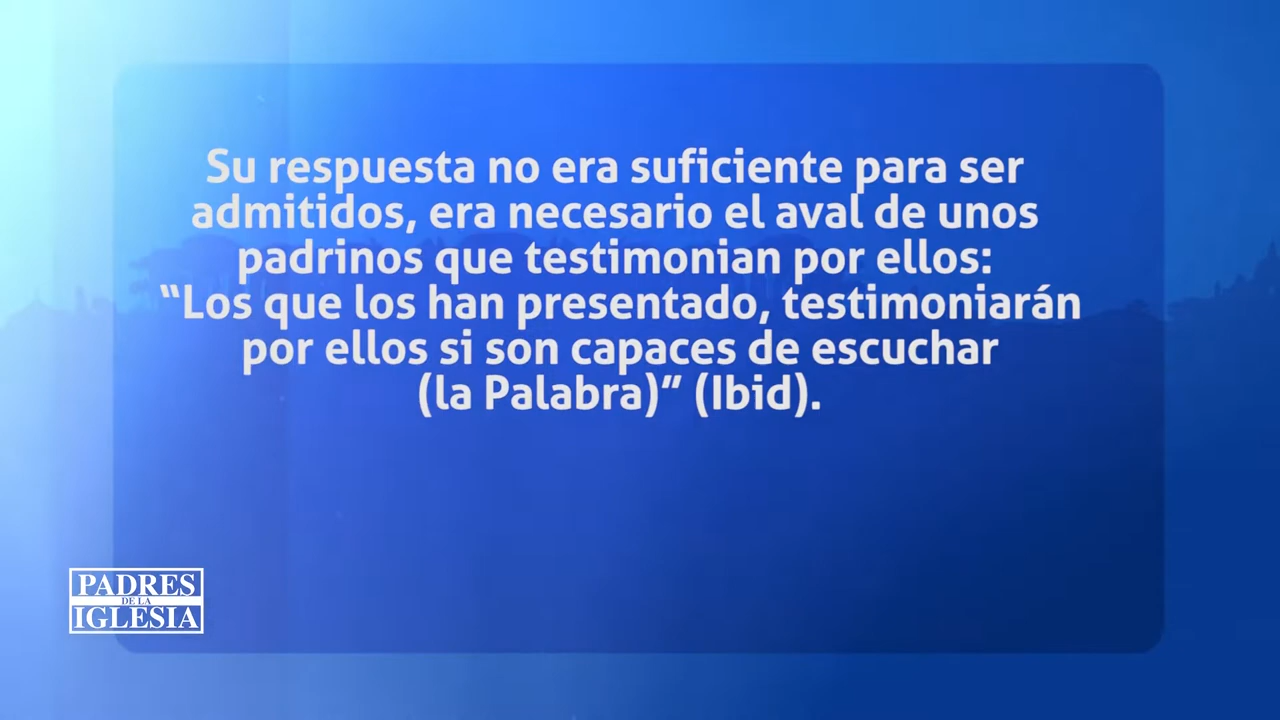 Su respuesta no era suficiente para ser
admitidos, era necesario el aval de unos
padrinos que testimonian por ellos:
“Los que los han presentado, testimoniarán
por ellos si son capaces de escuchar
(la Palabra)” (Ibid).
PADRES
DE LA
IGLESIA